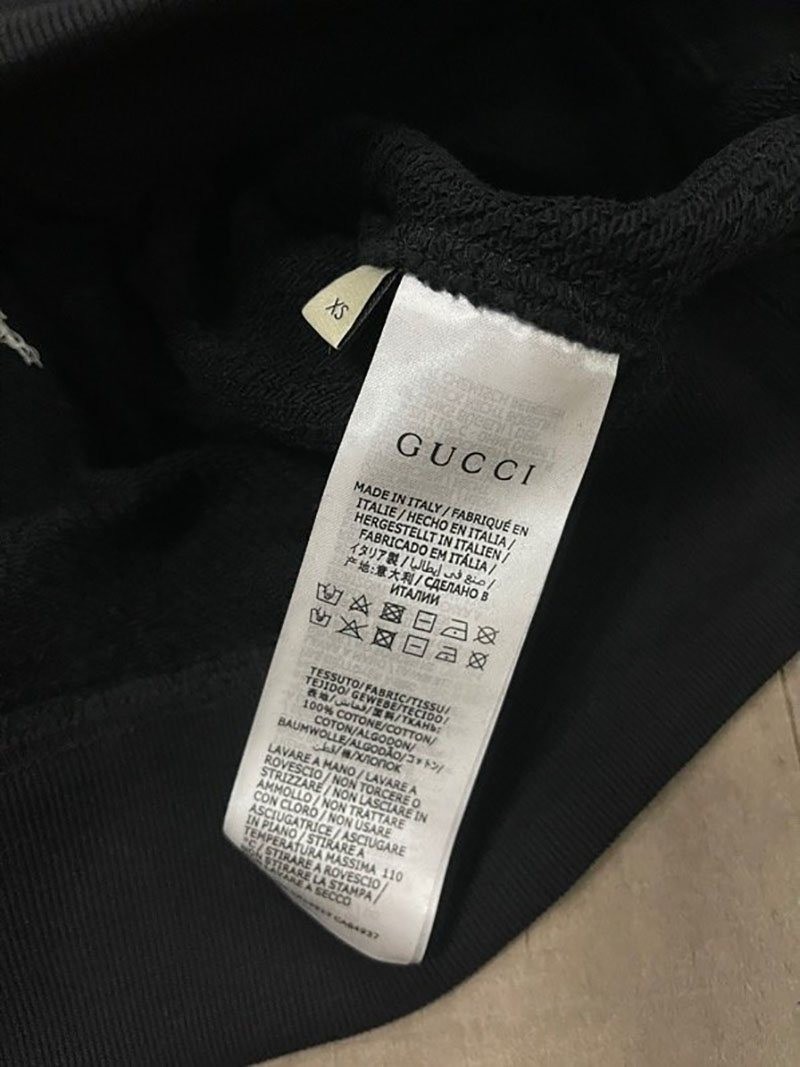 XS
GUCCI
MADE IN ITALY / FABRIQUÉ EN
ITALIE / HECHO EN ITALIA /
HERGESTELLT IN ITALIEN /
FABRICADO EM ITÁLIA /
イタリア製 / صنع في إيطاليا /
产地:意大利 / СДЕЛАНО В
ИТАЛИИ
TESSUTO/FABRIC/TISSU/
TEJIDO/GEWEBE/TECIDO/
表地/قماش/面料/ТКАНЬ:
100% COTONE/COTTON/
COTON/ALGODON/
BAUMWOLLE/ALGODÃO/コットン/
قطن/棉/ХЛОПОК
LAVARE A MANO / LAVARE A
ROVESCIO / NON TORCERE O
STRIZZARE / NON LASCIARE IN
AMMOLLO / NON TRATTARE
CON CLORO / NON USARE
ASCIUGATRICE / ASCIUGARE
IN PIANO / STIRARE A
TEMPERATURA MASSIMA 110
°C / STIRARE A ROVESCIO /
NON STIRARE LA STAMPA /
LAVARE A SECCO
CA84937